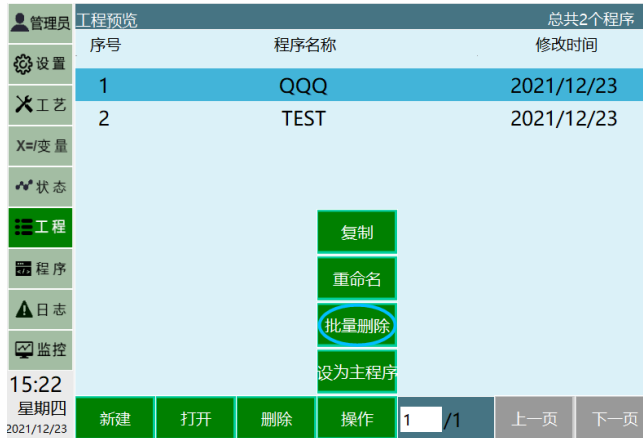 管理员
设置
工艺
X=/变量
状态
工程
程序
日志
监控
15:22
星期四
2021/12/23
工程预览 总共2个程序
序号 程序名称 修改时间
1 QQQ 2021/12/23
2 TEST 2021/12/23
复制
重命名
批量删除
设为主程序
新建 打开 删除 操作 1 /1 上一页 下一页